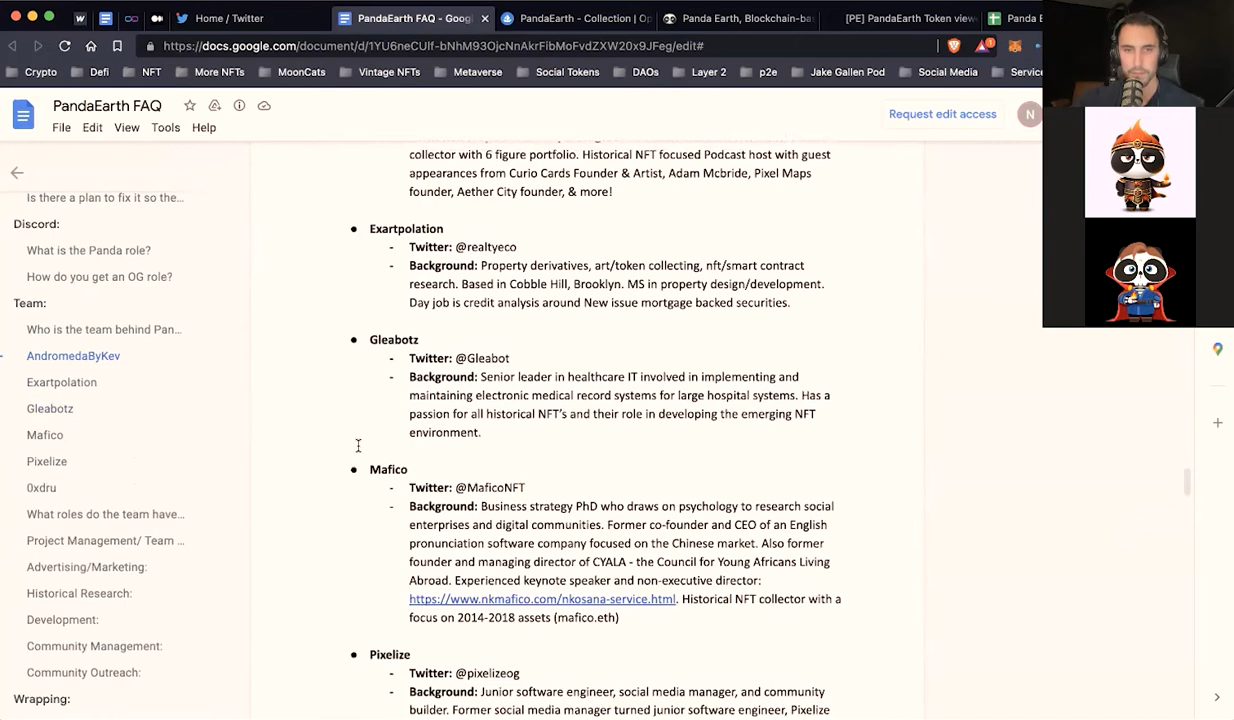 Home / Twitter
PandaEarth FAQ - Goog
PandaEarth - Collection | Op
Panda Earth, Blockchain-bas
[PE] PandaEarth Token view
Panda E
https://docs.google.com/document/d/1YU6neCUlf-bNhM93OjcNnAkrFibMoFvdZXW20x9JFeg/edit#
Crypto
Defi
NFT
More NFTs
MoonCats
Vintage NFTs
Metaverse
Social Tokens
DAOs
Layer 2
p2e
Jake Gallen Pod
Social Media
Service
PandaEarth FAQ
File Edit View Tools Help
Request edit access
N
Is there a plan to fix it so the...
Discord:
What is the Panda role?
How do you get an OG role?
Team:
Who is the team behind Pan...
AndromedaByKev
Exartpolation
Gleabotz
Mafico
Pixelize
0xdru
What roles do the team have...
Project Management/ Team ...
Advertising/Marketing:
Historical Research:
Development:
Community Management:
Community Outreach:
Wrapping:
collector with 6 figure portfolio. Historical NFT focused Podcast host with guest
appearances from Curio Cards Founder & Artist, Adam Mcbride, Pixel Maps
founder, Aether City founder, & more!
● Exartpolation
- Twitter: @realtyeco
- Background: Property derivatives, art/token collecting, nft/smart contract
research. Based in Cobble Hill, Brooklyn. MS in property design/development.
Day job is credit analysis around New issue mortgage backed securities.
● Gleabotz
- Twitter: @Gleabot
- Background: Senior leader in healthcare IT involved in implementing and
maintaining electronic medical record systems for large hospital systems. Has a
passion for all historical NFT's and their role in developing the emerging NFT
environment.
● Mafico
- Twitter: @MaficoNFT
- Background: Business strategy PhD who draws on psychology to research social
enterprises and digital communities. Former co-founder and CEO of an English
pronunciation software company focused on the Chinese market. Also former
founder and managing director of CYALA - the Council for Young Africans Living
Abroad. Experienced keynote speaker and non-executive director:
https://www.nkmafico.com/nkosana-service.html. Historical NFT collector with a
focus on 2014-2018 assets (mafico.eth)
● Pixelize
- Twitter: @pixelizeog
- Background: Junior software engineer, social media manager, and community
builder. Former social media manager turned junior software engineer, Pixelize